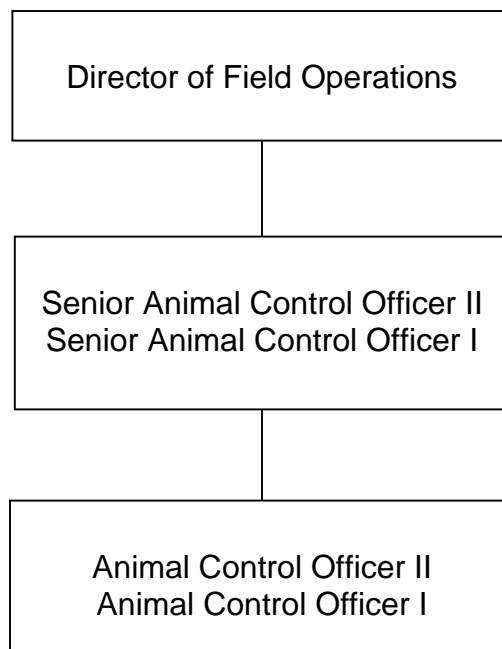 Director of Field Operations
Senior Animal Control Officer II
Senior Animal Control Officer I
Animal Control Officer II
Animal Control Officer I